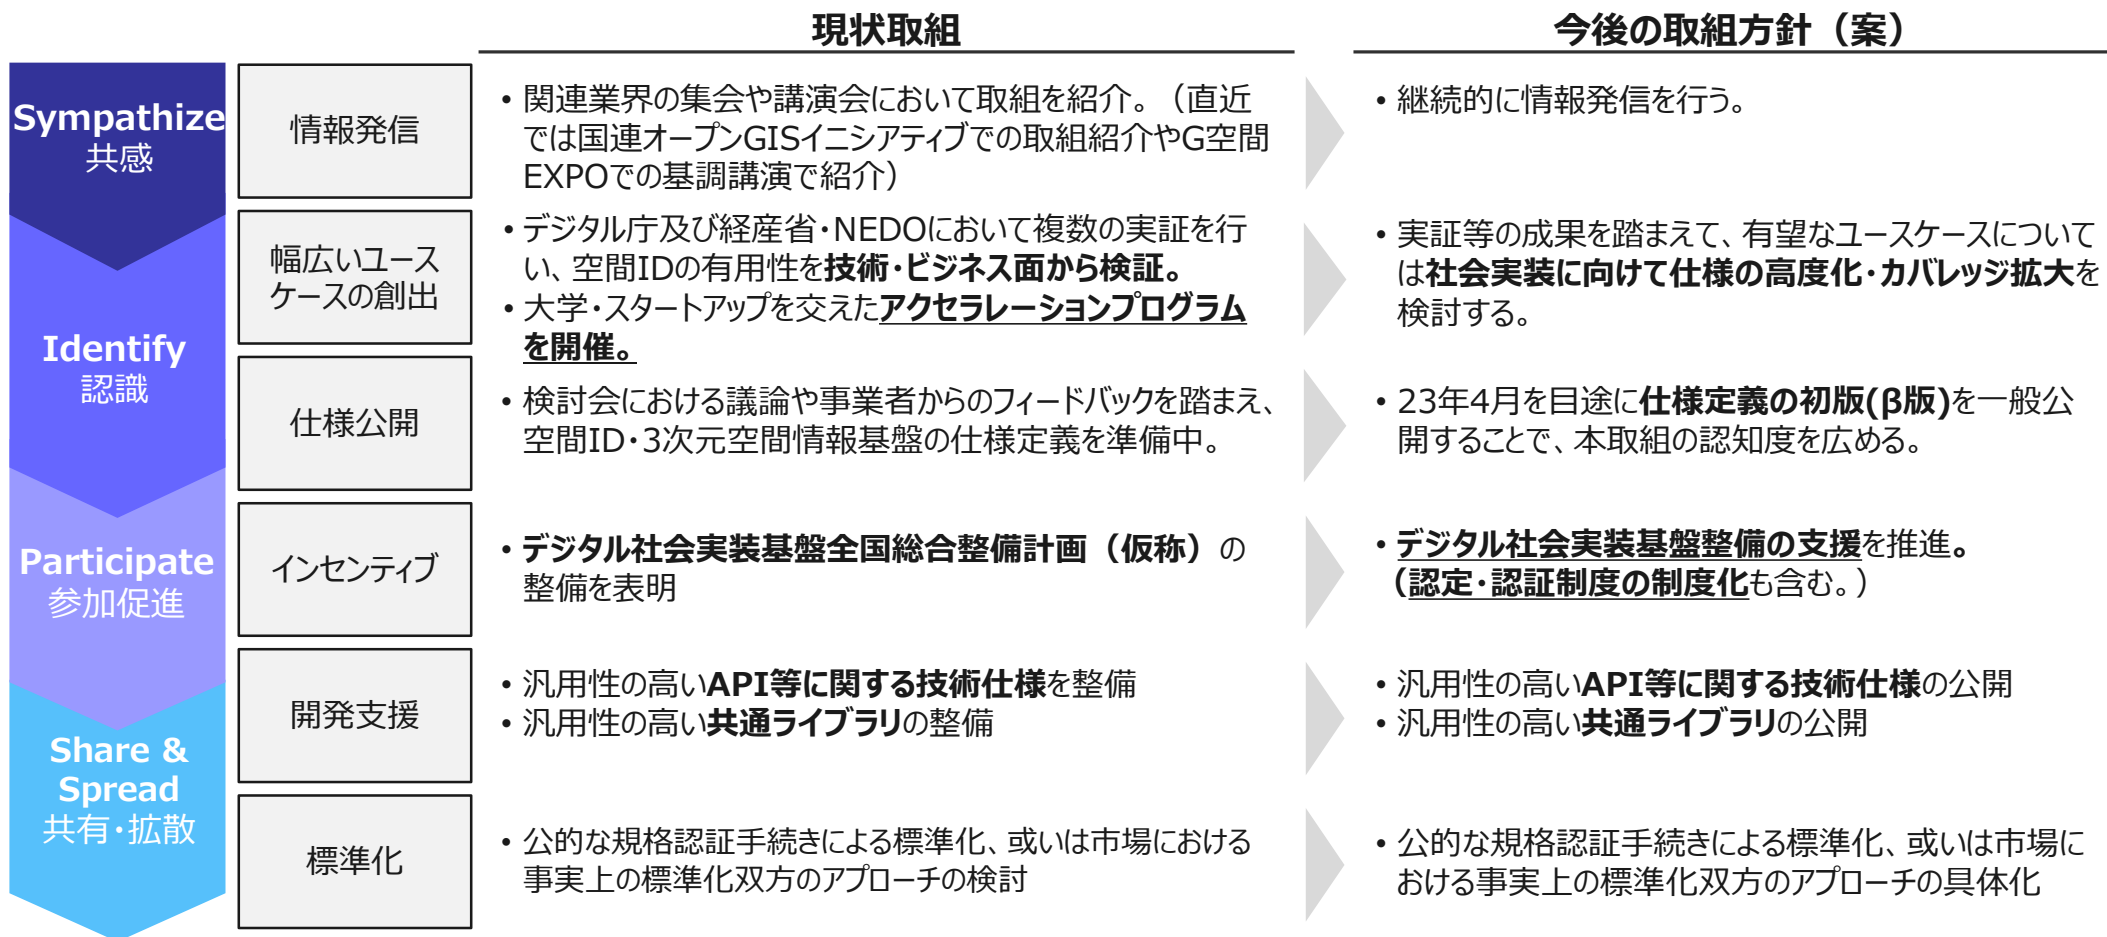 現状取組
今後の取組方針（案）
Sympathize
共感
情報発信
• 関連業界の集会や講演会において取組を紹介。（直近
では国連オープンGISイニシアティブでの取組紹介やG空間
EXPOでの基調講演で紹介）
• 継続的に情報発信を行う。
Identify
認識
幅広いユース
ケースの創出
• デジタル庁及び経産省・NEDOにおいて複数の実証を行
い、空間IDの有用性を技術・ビジネス面から検証。
• 大学・スタートアップを交えたアクセラレーションプログラム
を開催。
• 実証等の成果を踏まえて、有望なユースケースについて
は社会実装に向けて仕様の高度化・カバレッジ拡大を
検討する。
仕様公開
• 検討会における議論や事業者からのフィードバックを踏まえ、
空間ID・3次元空間情報基盤の仕様定義を準備中。
• 23年4月を目途に仕様定義の初版(β版)を一般公
開することで、本取組の認知度を広める。
Participate
参加促進
インセンティブ
• デジタル社会実装基盤全国総合整備計画（仮称）の
整備を表明
• デジタル社会実装基盤整備の支援を推進。
（認定・認証制度の制度化も含む。）
開発支援
• 汎用性の高いAPI等に関する技術仕様を整備
• 汎用性の高い共通ライブラリの整備
• 汎用性の高いAPI等に関する技術仕様の公開
• 汎用性の高い共通ライブラリの公開
Share &
Spread
共有・拡散
標準化
• 公的な規格認証手続きによる標準化、或いは市場における
事実上の標準化双方のアプローチの検討
• 公的な規格認証手続きによる標準化、或いは市場に
おける事実上の標準化双方のアプローチの具体化